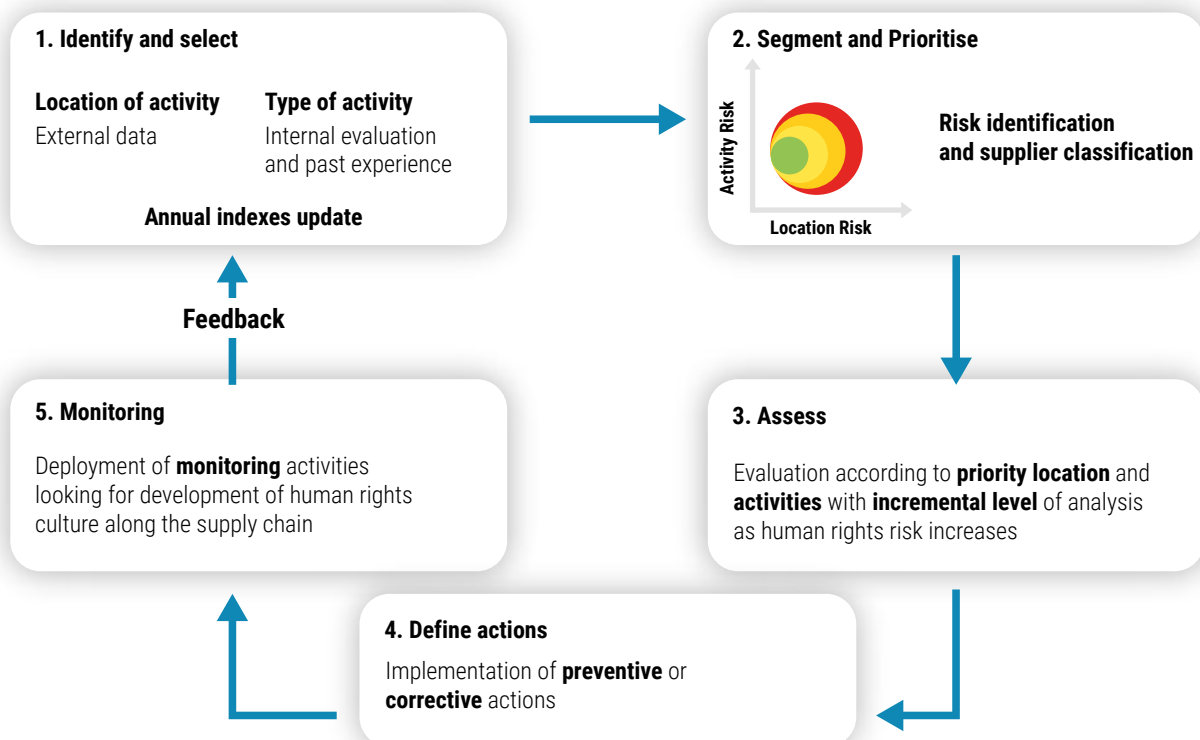 1. Identify and select
Location of activity
External data
Type of activity
Internal evaluation
and past experience
Annual indexes update
2. Segment and Prioritise
Activity Risk
Location Risk
Risk identification
and supplier classification
3. Assess
Evaluation according to priority location and
activities with incremental level of analysis
as human rights risk increases
4. Define actions
Implementation of preventive or
corrective actions
5. Monitoring
Deployment of monitoring activities
looking for development of human rights
culture along the supply chain
Feedback